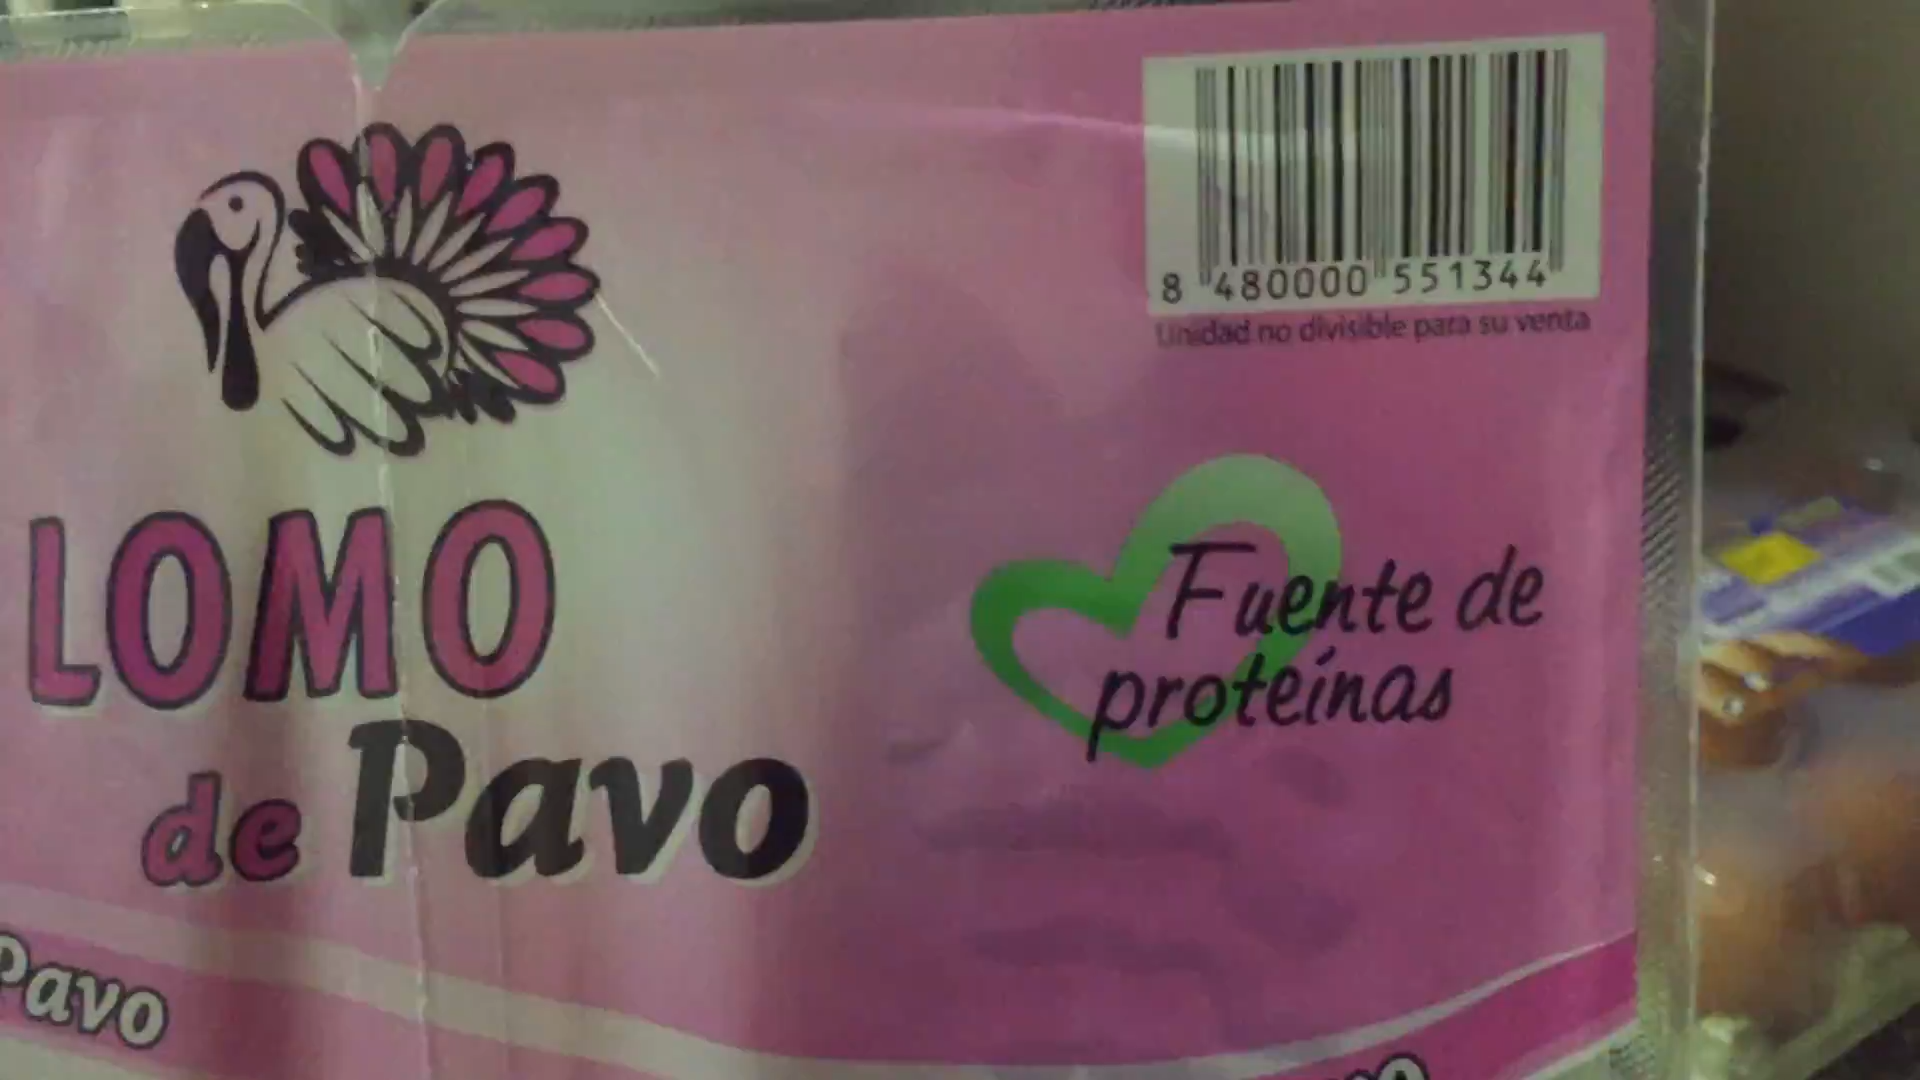 8 480000 551344
Unidad no divisible para su venta
LOMO
de Pavo
Fuente de
proteínas
Pavo